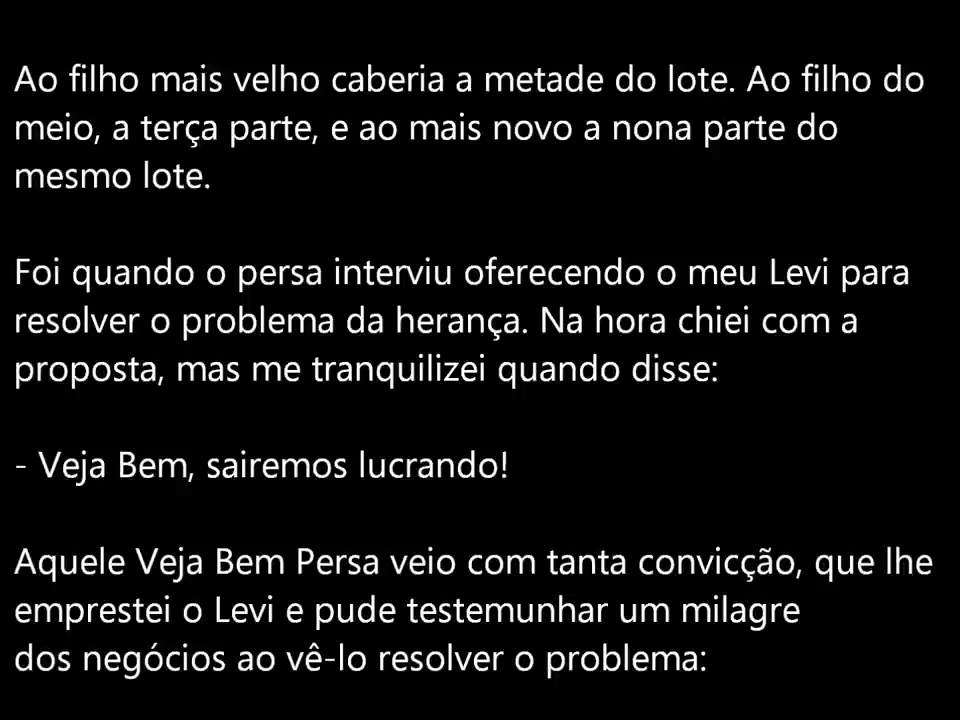 Ao filho mais velho caberia a metade do lote. Ao filho do
meio, a terça parte, e ao mais novo a nona parte do
mesmo lote.
Foi quando o persa interviu oferecendo o meu Levi para
resolver o problema da herança. Na hora chiei com a
proposta, mas me tranquilizei quando disse:
- Veja Bem, sairemos lucrando!
Aquele Veja Bem Persa veio com tanta convicção, que lhe
emprestei o Levi e pude testemunhar um milagre
dos negócios ao vê-lo resolver o problema: